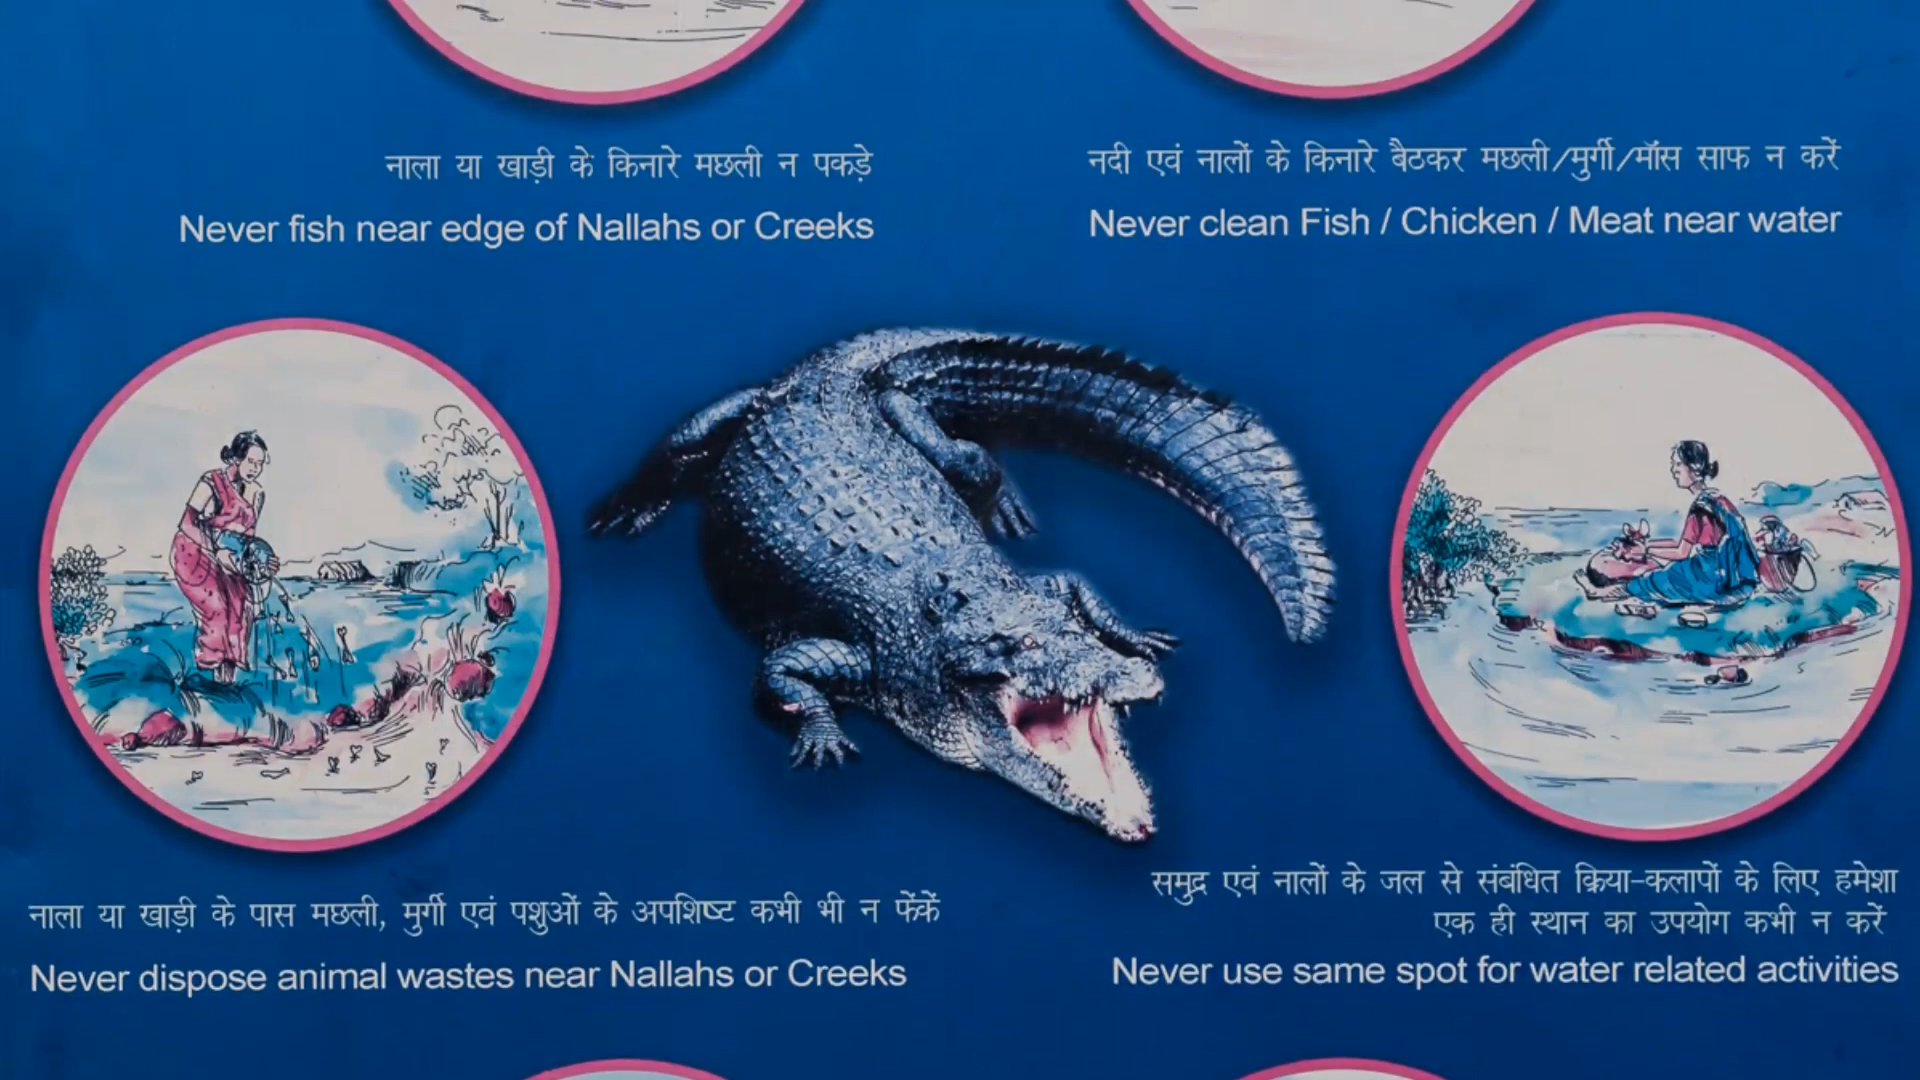 नाला या खाड़ी के किनारे मछली न पकड़े
Never fish near edge of Nallahs or Creeks
नदी एवं नालों के किनारे बैठकर मछली/मुर्गी/मॉस साफ न करें
Never clean Fish / Chicken / Meat near water
नाला या खाड़ी के पास मछली, मुर्गी एवं पशुओं के अपशिष्ट कभी भी न फेंकें
Never dispose animal wastes near Nallahs or Creeks
समुद्र एवं नालों के जल से संबंधित क्रिया-कलापों के लिए हमेशा
एक ही स्थान का उपयोग कभी न करें
Never use same spot for water related activities